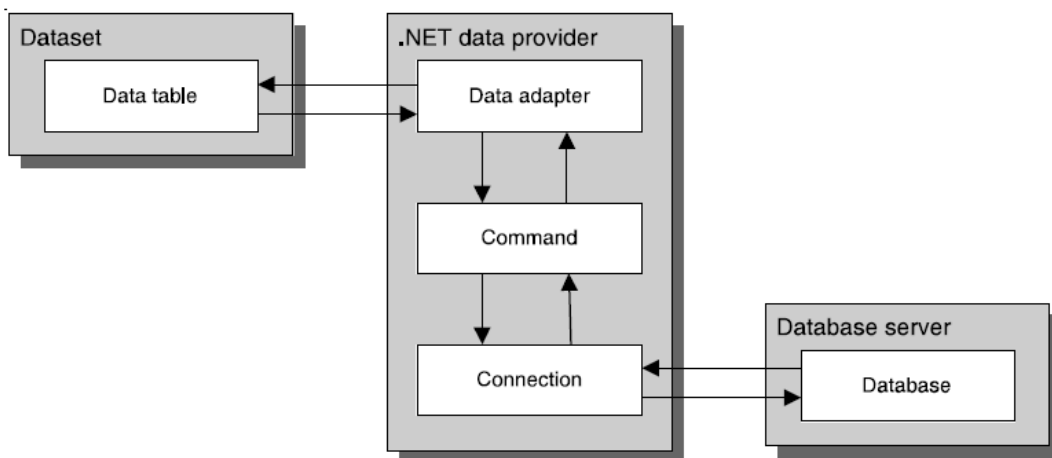 Dataset
Data table
.NET data provider
Data adapter
Command
Connection
Database server
Database